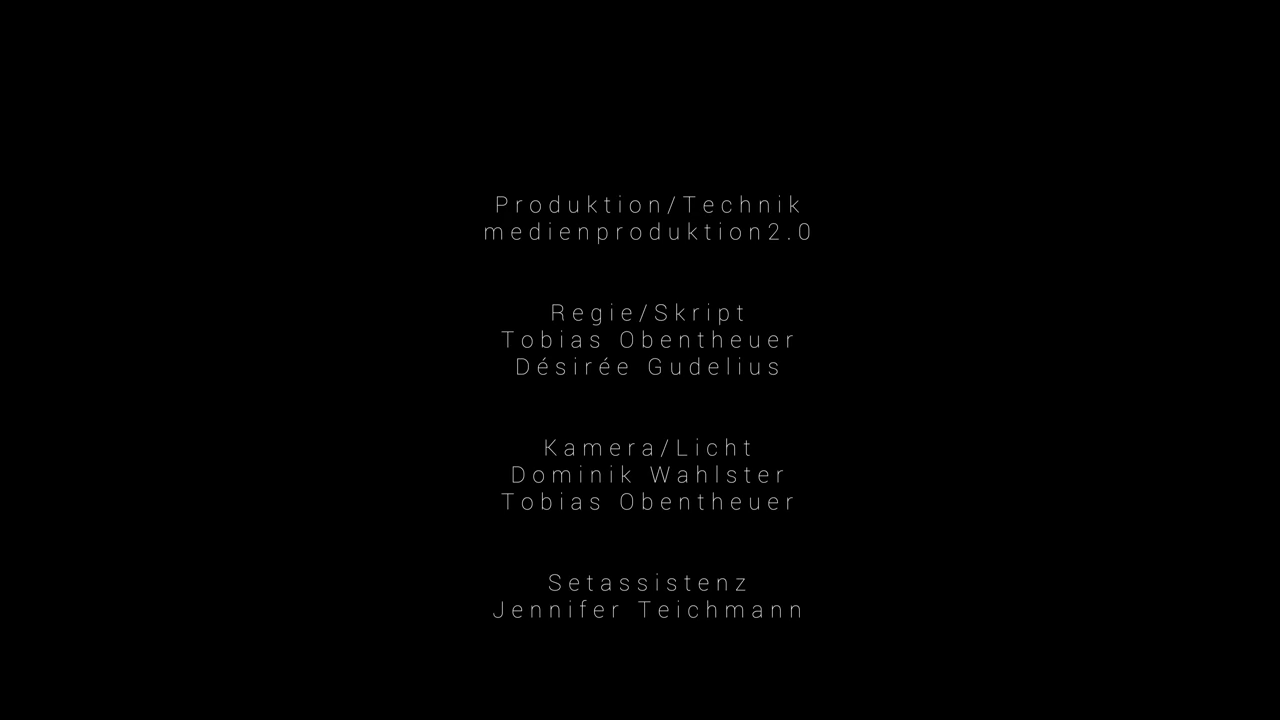 Produktion/Technik
medienproduktion2.0
Regie/Skript
Tobias Obentheuer
Désirée Gudelius
Kamera/Licht
Dominik Wahlster
Tobias Obentheuer
Setassistenz
Jennifer Teichmann